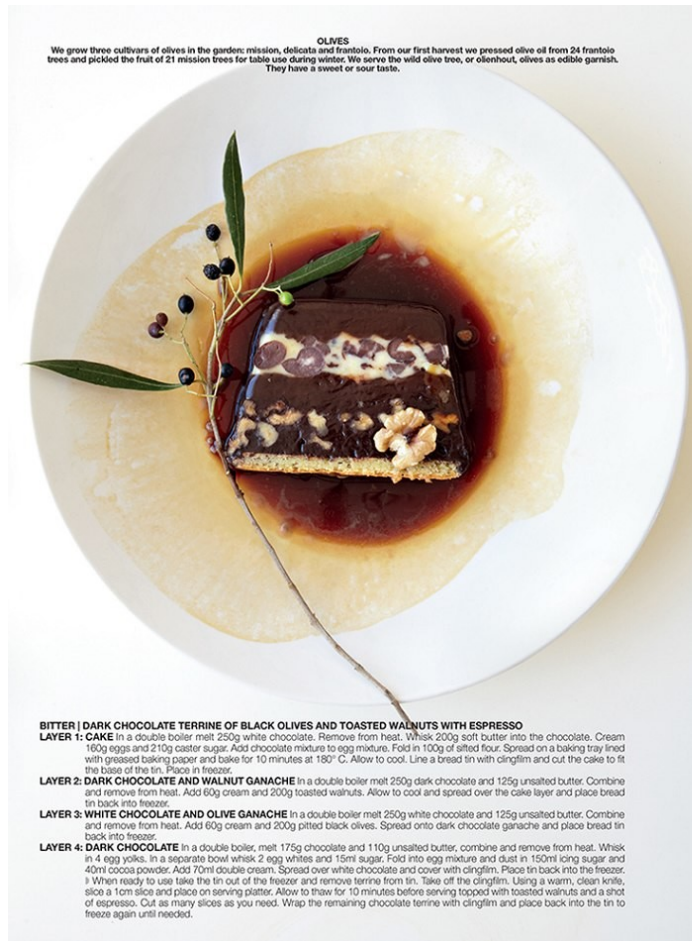 OLIVES
We grow three cultivars of olives in the garden: mission, delicata and frantoio. From our first harvest we pressed olive oil from 24 frantoio
trees and pickled the fruit of 21 mission trees for table use during winter. We serve the wild olive tree, or olienhout, olives as edible garnish.
They have a sweet or sour taste.
BITTER | DARK CHOCOLATE TERRINE OF BLACK OLIVES AND TOASTED WALNUTS WITH ESPRESSO
LAYER 1: CAKE In a double boiler melt 250g white chocolate. Remove from heat. Whisk 200g soft butter into the chocolate. Cream
160g eggs and 210g caster sugar. Add chocolate mixture to egg mixture. Fold in 100g of sifted flour. Spread on a baking tray lined
with greased baking paper and bake for 10 minutes at 180° C. Allow to cool. Line a bread tin with clingfilm and cut the cake to fit
the base of the tin. Place in freezer.
LAYER 2: DARK CHOCOLATE AND WALNUT GANACHE In a double boiler melt 250g dark chocolate and 125g unsalted butter. Combine
and remove from heat. Add 60g cream and 200g toasted walnuts. Allow to cool and spread over the cake layer and place bread
tin back into freezer.
LAYER 3: WHITE CHOCOLATE AND OLIVE GANACHE In a double boiler melt 250g white chocolate and 125g unsalted butter. Combine
and remove from heat. Add 60g cream and 200g pitted black olives. Spread onto dark chocolate ganache and place bread tin
back into freezer.
LAYER 4: DARK CHOCOLATE In a double boiler, melt 175g chocolate and 110g unsalted butter, combine and remove from heat. Whisk
in 4 egg yolks. In a separate bowl whisk 2 egg whites and 15ml sugar. Fold into egg mixture and dust in 150ml icing sugar and
40ml cocoa powder. Add 70ml double cream. Spread over white chocolate and cover with clingfilm. Place tin back into the freezer.
When ready to use take the tin out of the freezer and remove terrine from tin. Take off the clingfilm. Using a warm, clean knife,
slice a 1cm slice and place on serving platter. Allow to thaw for 10 minutes before serving topped with toasted walnuts and a shot
of espresso. Cut as many slices as you need. Wrap the remaining chocolate terrine with clingfilm and place back into the tin to
freeze again until needed.